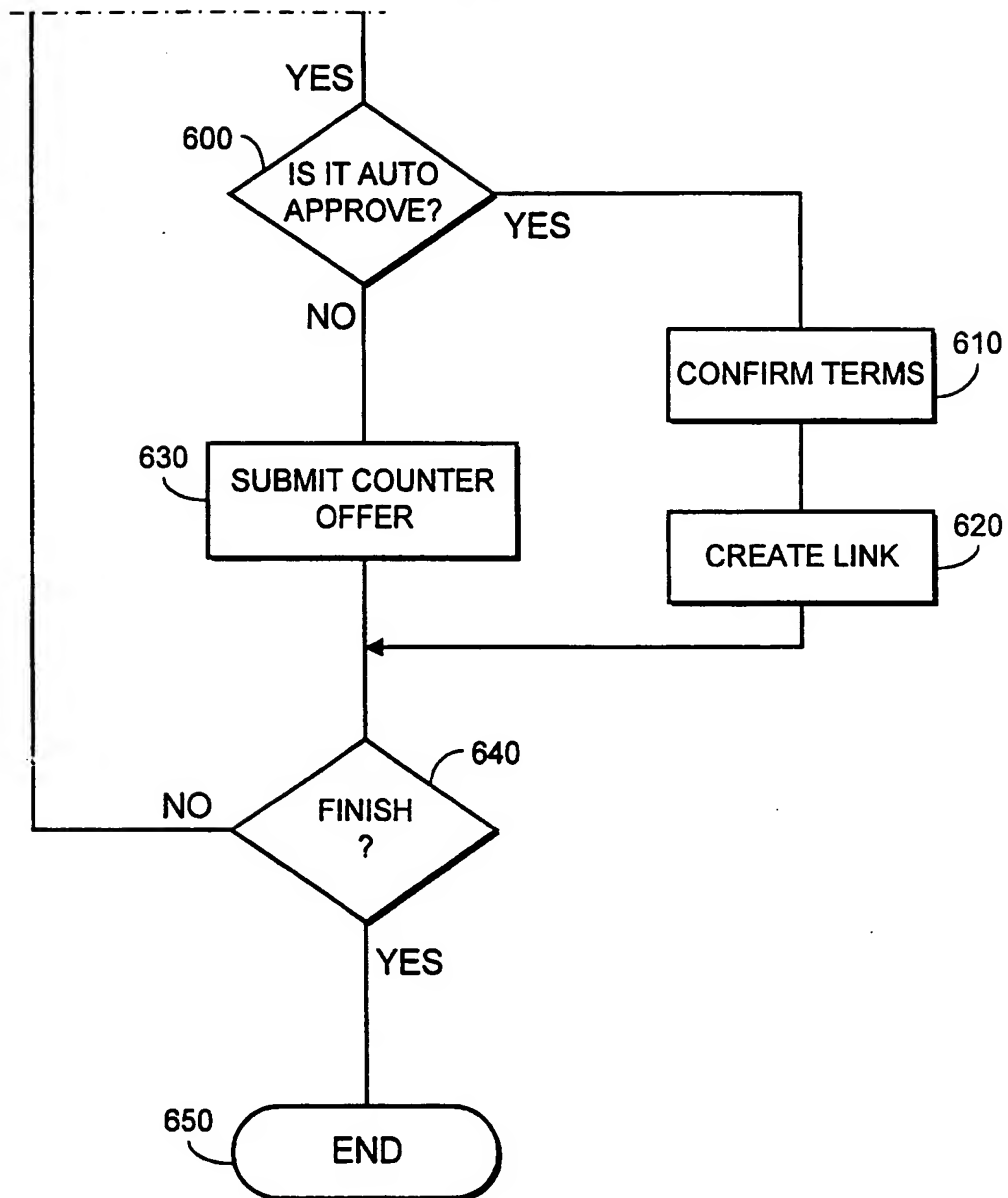 YES
600
IS IT AUTO
APPROVE?
YES
NO
610
CONFIRM TERMS
630
SUBMIT COUNTER
OFFER
620
CREATE LINK
640
NO
FINISH
?
YES
650
END